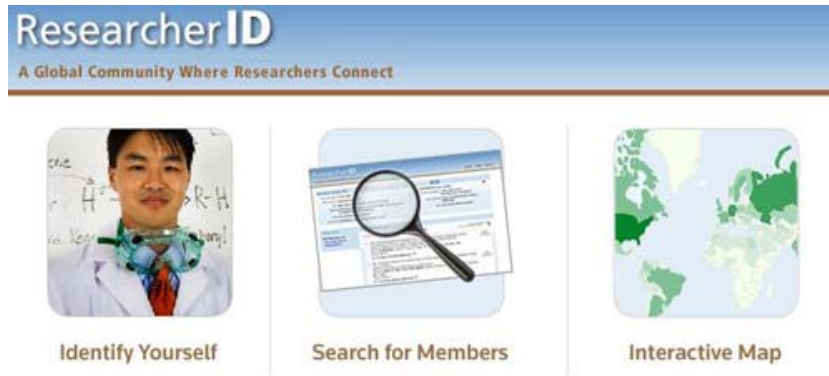 ResearcherID
A Global Community Where Researchers Connect
R-H
Identify Yourself
Search for Members
Interactive Map